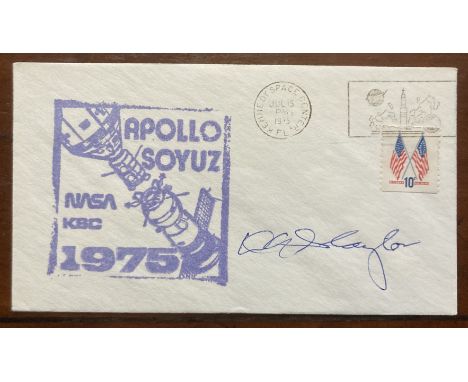 APOLLO
SOYUZ
NASA
KSC
1975
KENNEDY SPACE CENTER, FL.
JUL 15
PM
1975
10c